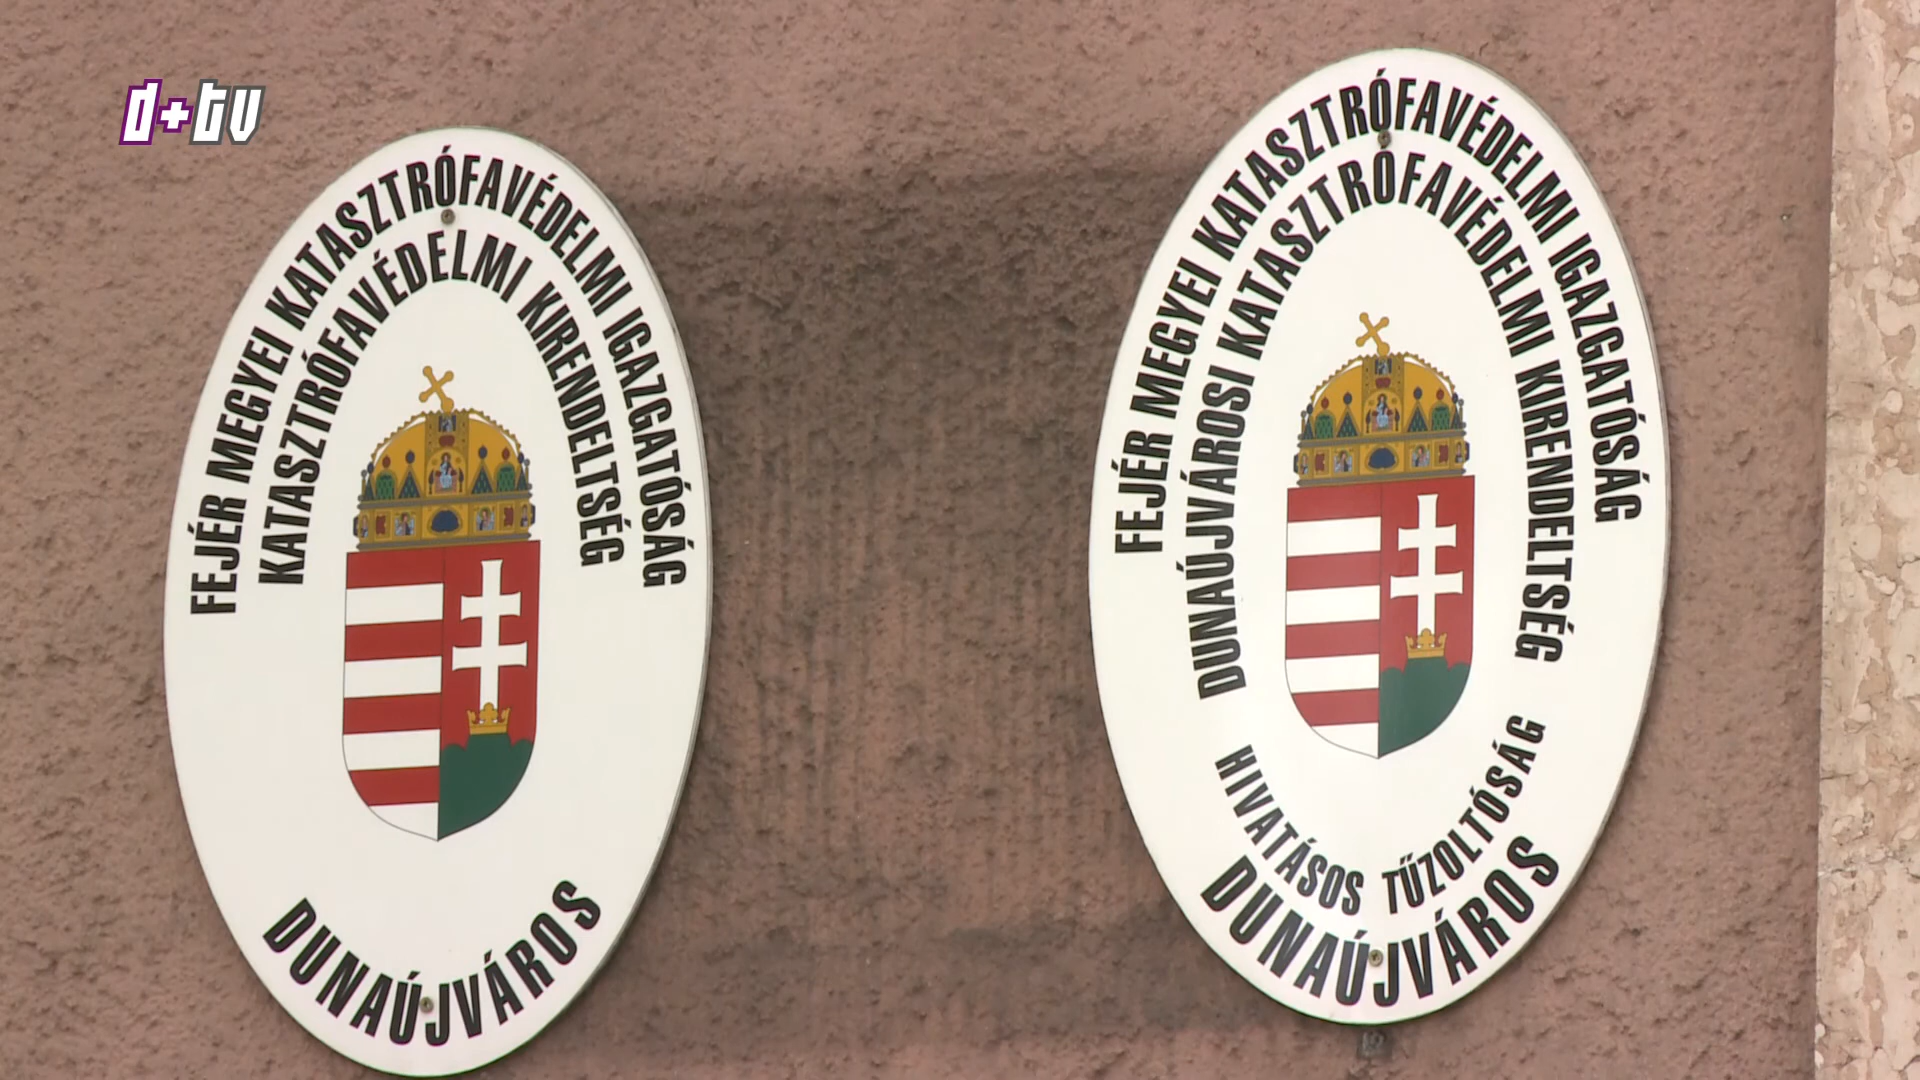 d+tv
FEJÉR MEGYEI KATASZTRÓFAVÉDELMI IGAZGATÓSÁG
KATASZTRÓFAVÉDELMI KIRENDELTSÉG
DUNAÚJVÁROS
FEJÉR MEGYEI KATASZTRÓFAVÉDELMI IGAZGATÓSÁG
DUNAÚJVÁROSI KATASZTRÓFAVÉDELMI KIRENDELTSÉG
HIVATÁSOS TŰZOLTÓSÁG
DUNAÚJVÁROS